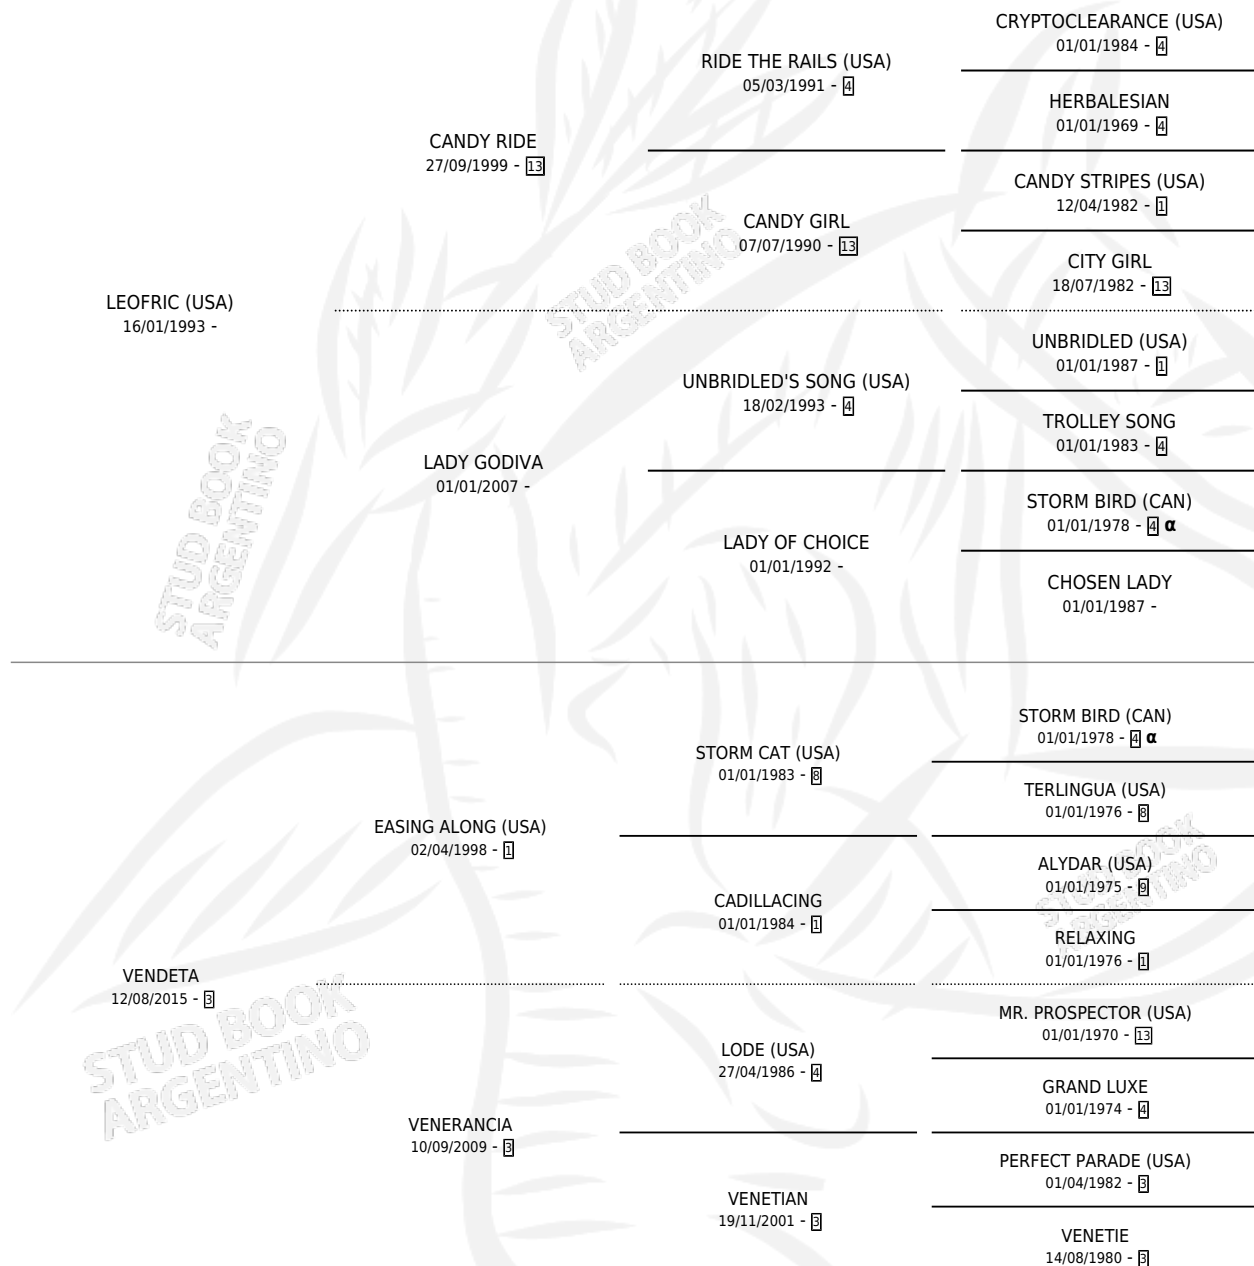 CRYPTOCLEARANCE (USA)
01/01/1984 - 4
RIDE THE RAILS (USA)
05/03/1991 - 4
HERBALESIAN
01/01/1969 - 4
CANDY RIDE
27/09/1999 - 13
CANDY STRIPES (USA)
12/04/1982 - 1
CANDY GIRL
07/07/1990 - 13
CITY GIRL
18/07/1982 - 13
LEOFRIC (USA)
16/01/1993 -
UNBRIDLED (USA)
01/01/1987 - 1
UNBRIDLED'S SONG (USA)
18/02/1993 - 4
TROLLEY SONG
01/01/1983 - 4
LADY GODIVA
01/01/2007 -
STORM BIRD (CAN)
01/01/1978 - 4 α
LADY OF CHOICE
01/01/1992 -
CHOSEN LADY
01/01/1987 -
STORM BIRD (CAN)
01/01/1978 - 4 α
STORM CAT (USA)
01/01/1983 - 8
TERLINGUA (USA)
01/01/1976 - 8
EASING ALONG (USA)
02/04/1998 - 1
ALYDAR (USA)
01/01/1975 - 9
CADILLACING
01/01/1984 - 1
RELAXING
01/01/1976 - 1
VENDETA
12/08/2015 - 3
MR. PROSPECTOR (USA)
01/01/1970 - 13
LODE (USA)
27/04/1986 - 4
GRAND LUXE
01/01/1974 - 4
VENERANCIA
10/09/2009 - 3
PERFECT PARADE (USA)
01/04/1982 - 3
VENETIAN
19/11/2001 - 3
VENETIE
14/08/1980 - 3
STUD BOOK
ARGENTINO
STUD BOOK
ARGENTINO
STUD BOOK
ARGENTINO
STUD BOOK
ARGENTINO